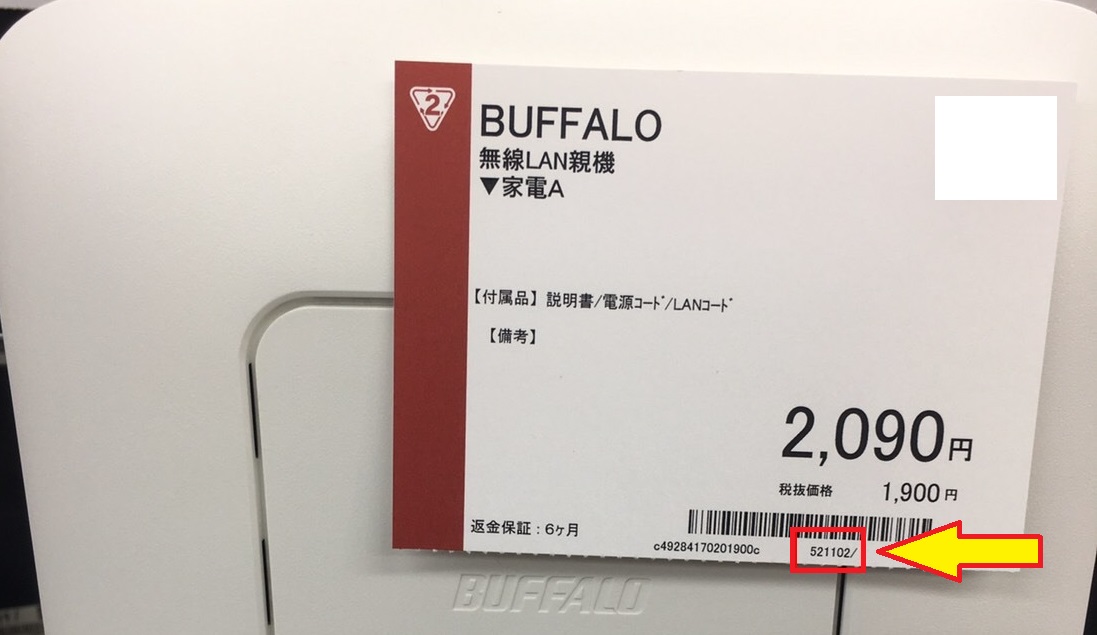 2
BUFFALO
無線LAN親機
▼家電A
【付属品】説明書/電源ｺｰﾄﾞ/LANｺｰﾄﾞ
【備考】
2,090円
税抜価格 1,900円
返金保証：6ヶ月
c49284170201900c 521102/
BUFFALO